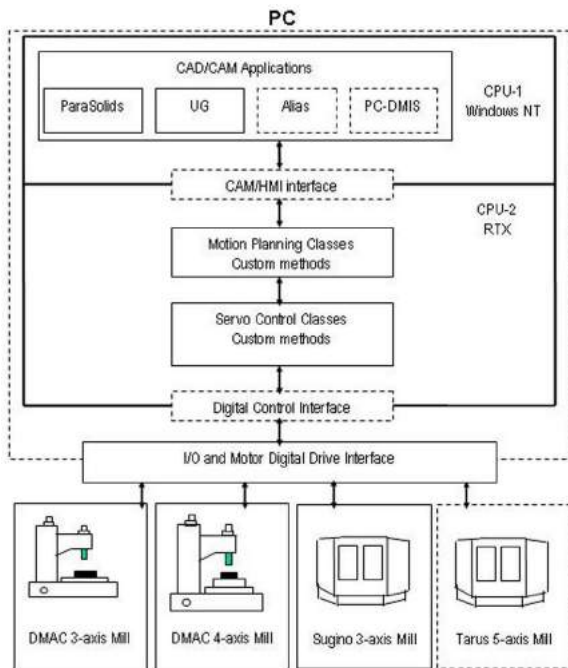 PC
CAD/CAM Applications
ParaSolids
UG
Alias
PC-DMIS
CPU-1
Windows NT
CAM/HMI interface
CPU-2
RTX
Motion Planning Classes
Custom methods
Servo Control Classes
Custom methods
Digital Control Interface
I/O and Motor Digital Drive Interface
DMAC 3-axis Mill
DMAC 4-axis Mill
Sugino 3-axis Mill
Tarus 5-axis Mill